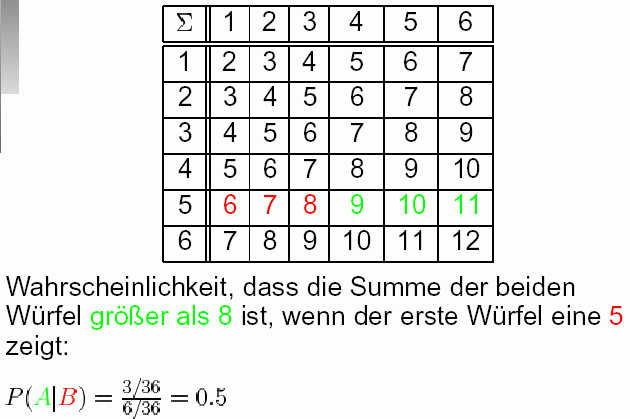 Σ 1 2 3 4 5 6
1 2 3 4 5 6 7
2 3 4 5 6 7 8
3 4 5 6 7 8 9
4 5 6 7 8 9 10
5 6 7 8 9 10 11
6 7 8 9 10 11 12
Wahrscheinlichkeit, dass die Summe der beiden
Würfel größer als 8 ist, wenn der erste Würfel eine 5
zeigt:
P(A|B) = \frac{3/36}{6/36} = 0.5